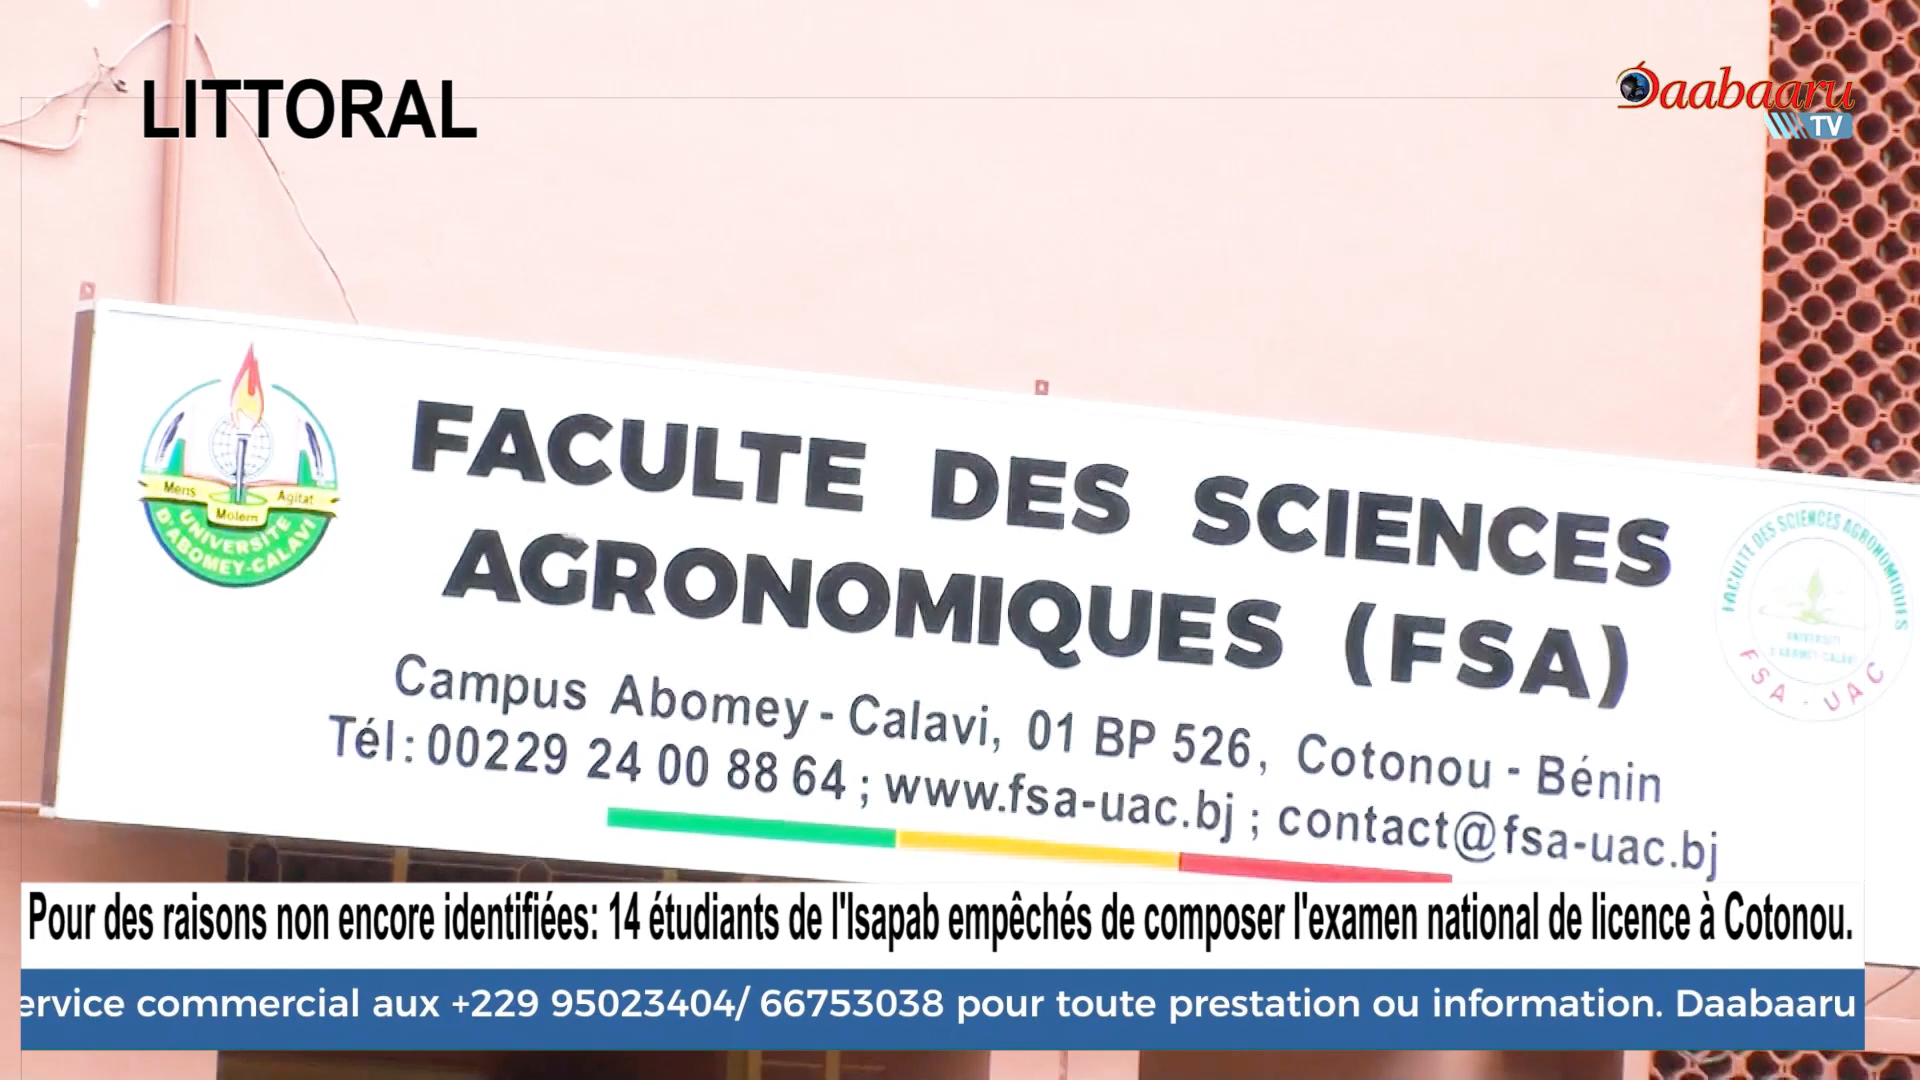 LITTORAL
Daabaaru
TV
FACULTE DES SCIENCES
AGRONOMIQUES (FSA)
Campus Abomey - Calavi, 01 BP 526, Cotonou - Bénin
Tél : 00229 24 00 88 64 ; www.fsa-uac.bj ; contact@fsa-uac.bj
Mens Agitat
Molem
UNIVERSITÉ
D'ABOMEY-CALAVI
FACULTE DES SCIENCES AGRONOMIQUES
UNIVERSITE
D'ABOMEY-CALAVI
FSA - UAC
Pour des raisons non encore identifiées: 14 étudiants de l'Isapab empêchés de composer l'examen national de licence à Cotonou.
ervice commercial aux +229 95023404/ 66753038 pour toute prestation ou information. Daabaaru